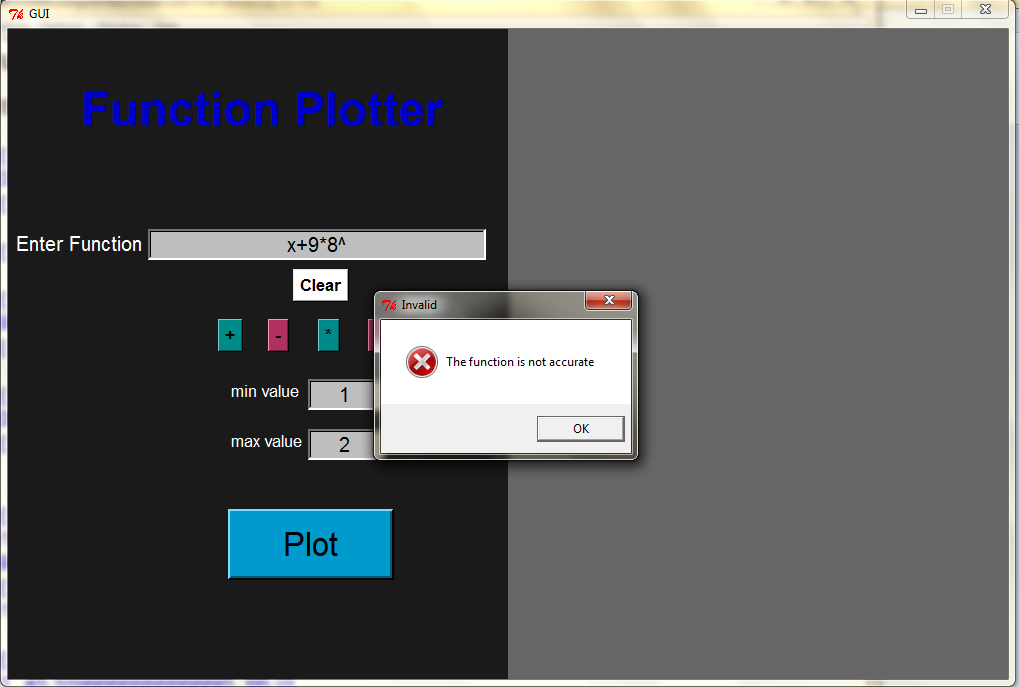 GUI
Function Plotter
Enter Function x+9*8^
Clear
Invalid
+ - *
The function is not accurate
min value 1
OK
max value 2
Plot